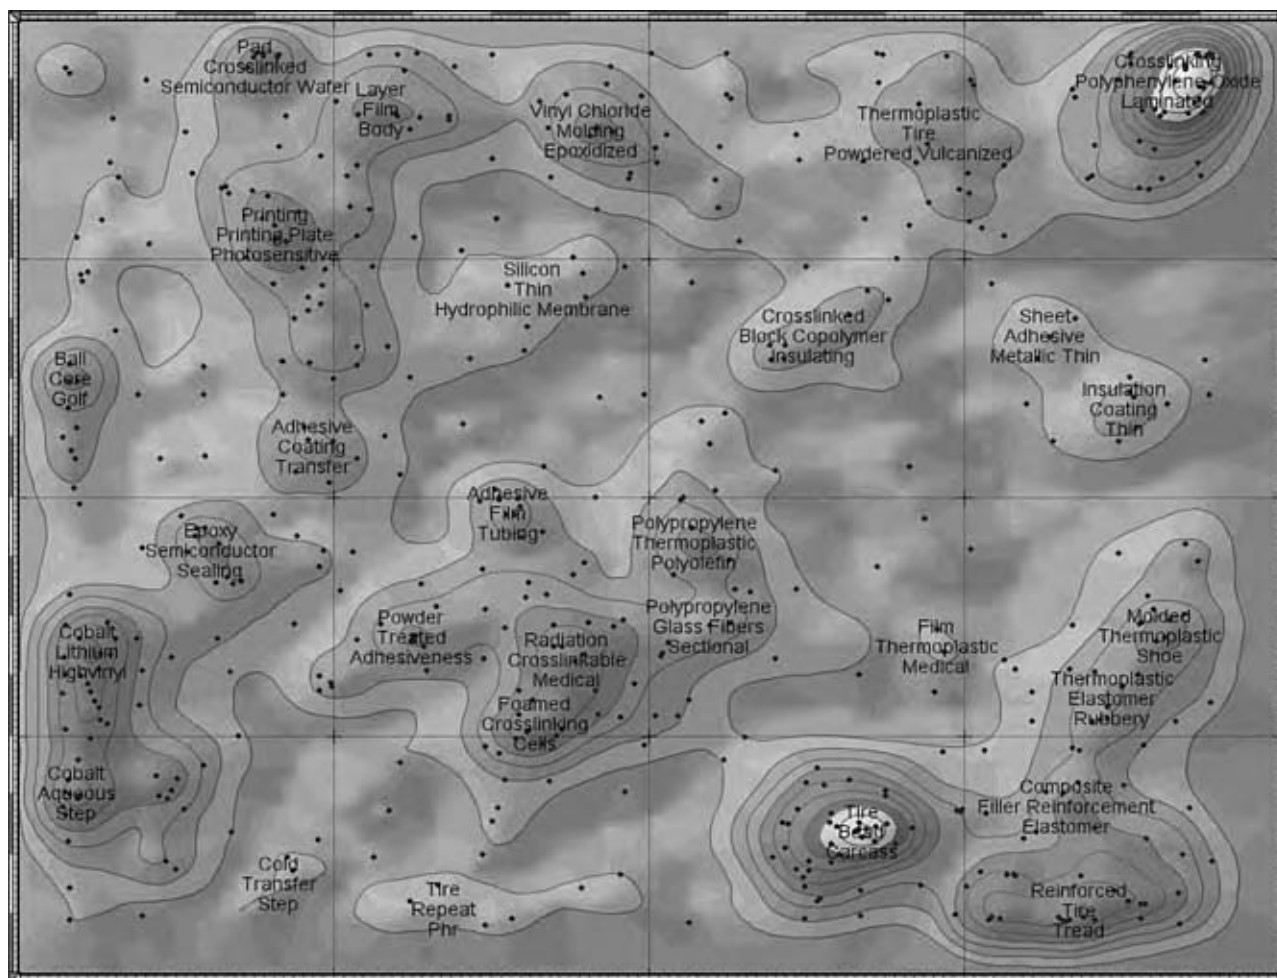 Pad
Crosslinked
Semiconductor Wafer
Layer
Film
Body
Vinyl Chloride
Molding
Epoxidized
Thermoplastic
Tire
Powdered Vulcanized
Crosslinking
Polyphenylene Oxide
Laminated
Printing
Printing Plate
Photosensitive
Silicon
Thin
Hydrophilic Membrane
Crosslinked
Block Copolymer
Insulating
Sheet
Adhesive
Metallic Thin
Ball
Core
Golf
Insulation
Coating
Thin
Adhesive
Coating
Transfer
Adhesive
Film
Tubing
Epoxy
Semiconductor
Sealing
Polypropylene
Thermoplastic
Polyolefin
Polypropylene
Glass Fibers
Sectional
Cobalt
Lithium
Highvinyl
Powder
Treated
Adhesiveness
Radiation
Crosslinkable
Medical
Film
Thermoplastic
Medical
Molded
Thermoplastic
Shoe
Thermoplastic
Elastomer
Rubbery
Foamed
Crosslinking
Cells
Cobalt
Aqueous
Step
Composite
Filler Reinforcement
Elastomer
Tire
Bead
Carcass
Cold
Transfer
Step
Tire
Repeat
Phr
Reinforced
Tire
Tread